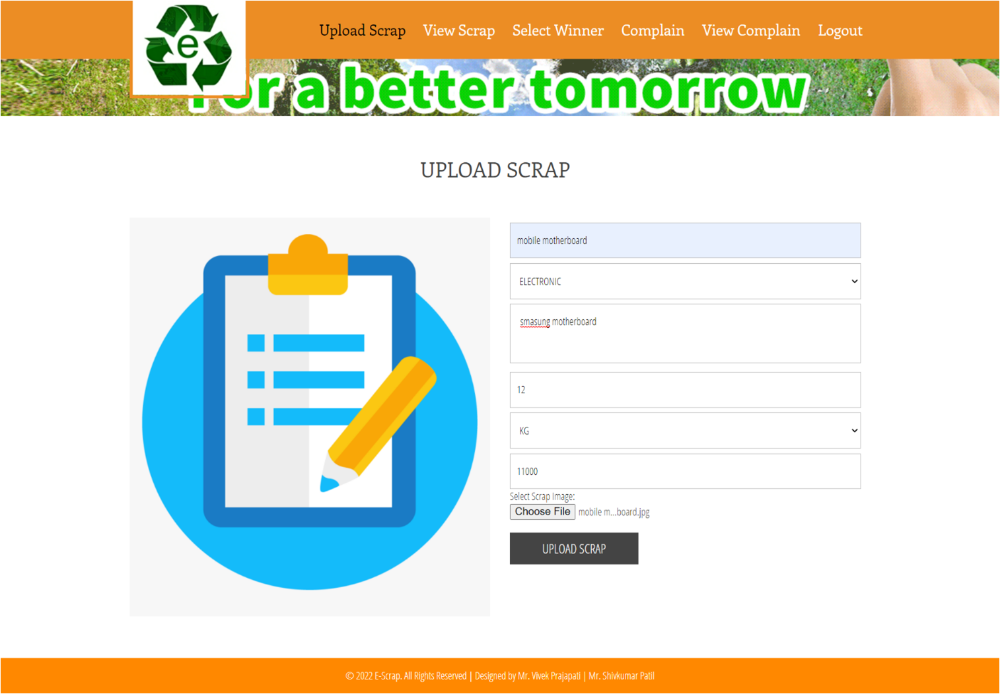 e
Upload Scrap View Scrap Select Winner Complain View Complain Logout
For a better tomorrow
UPLOAD SCRAP
mobile motherboard
ELECTRONIC
smasung motherboard
12
KG
11000
Select Scrap Image:
Choose File mobile m...board.jpg
UPLOAD SCRAP
© 2022 E-Scrap. All Rights Reserved | Designed by Mr. Vivek Prajapati | Mr. Shivkumar Patil